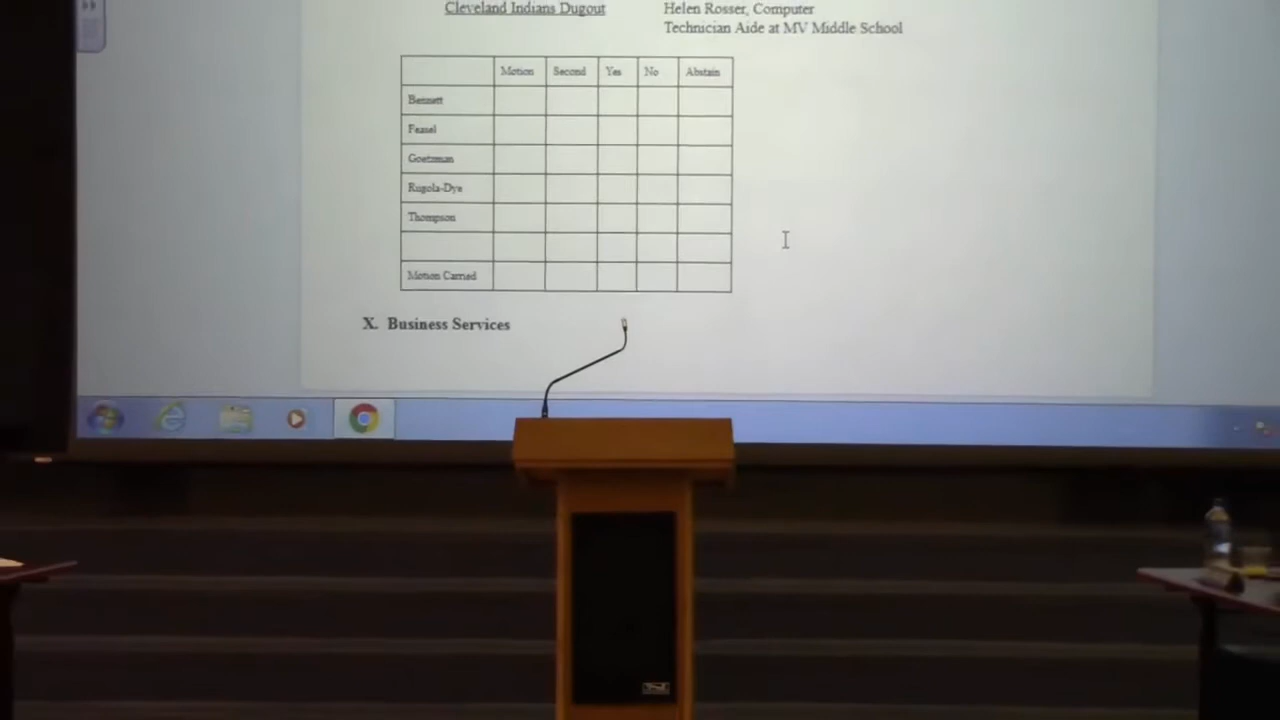 Cleveland Indians Dugout Helen Rosser, Computer
Technician Aide at MV Middle School
Motion Second Yes No Abstain
Bennett
Feasel
Goetzman
Rugola-Dye
Thompson
Motion Carried
X. Business Services